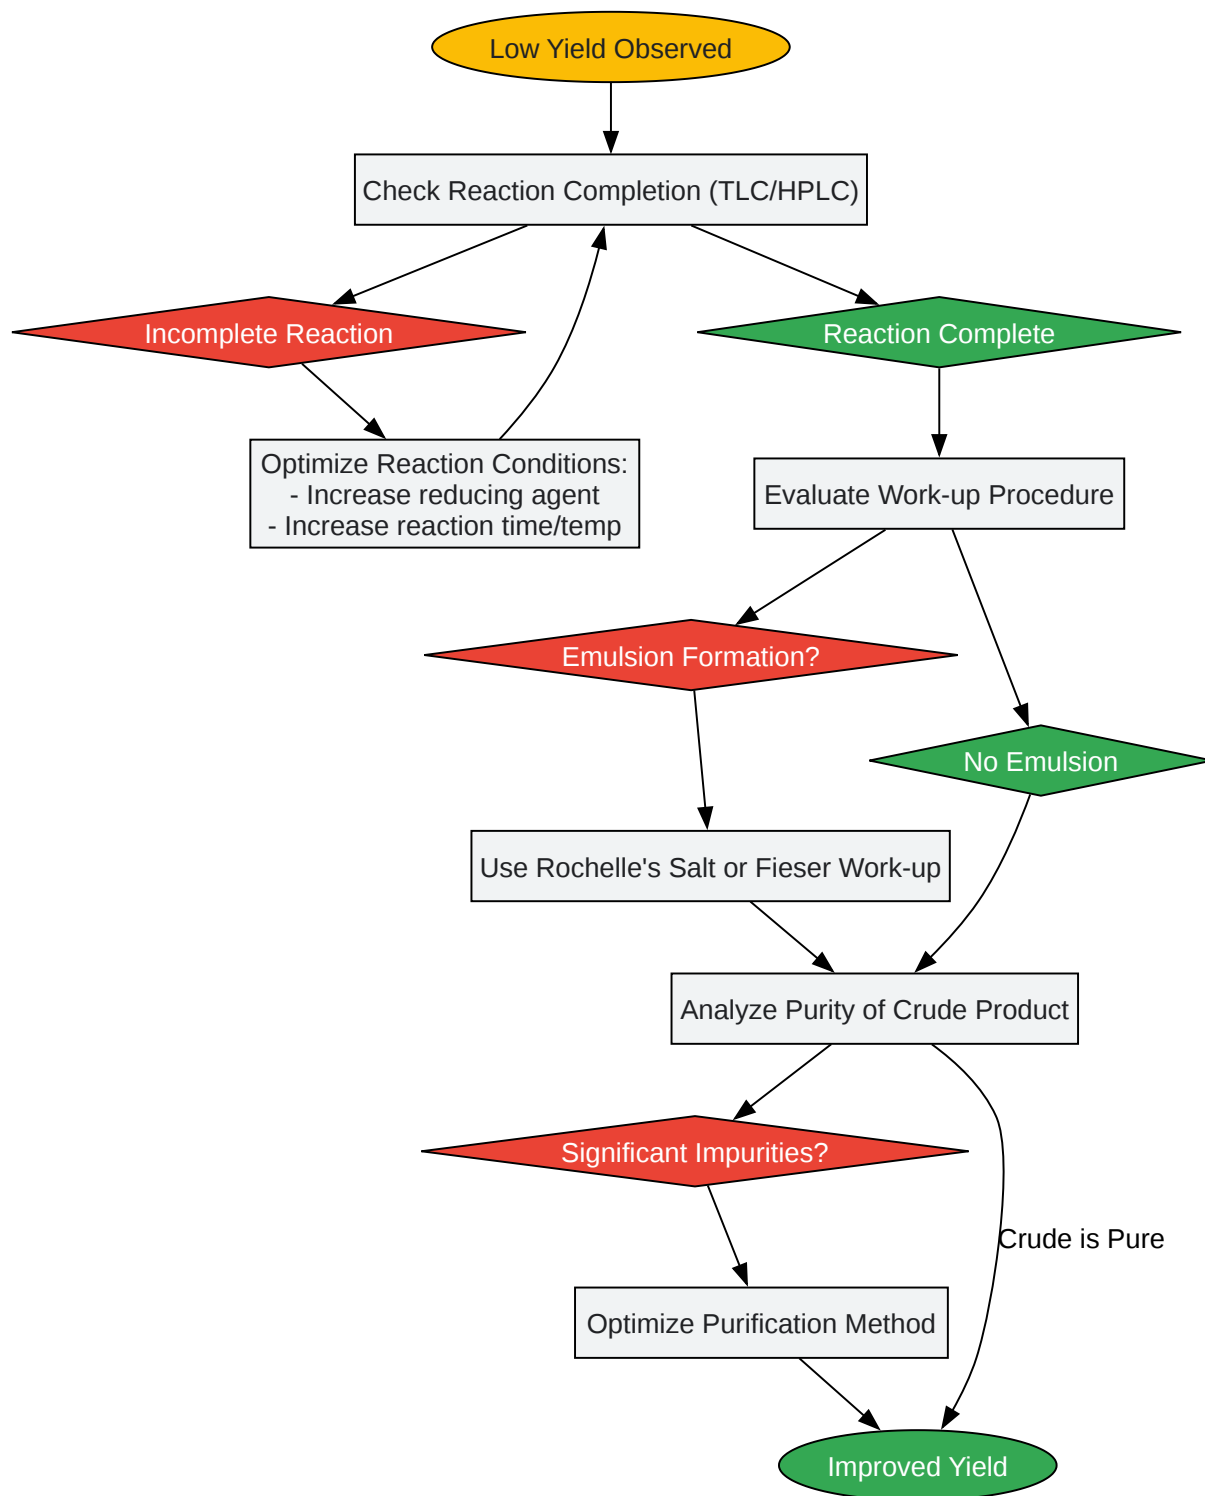 Low Yield Observed
Check Reaction Completion (TLC/HPLC)
Incomplete Reaction
Reaction Complete
Optimize Reaction Conditions:
- Increase reducing agent
- Increase reaction time/temp
Evaluate Work-up Procedure
Emulsion Formation?
No Emulsion
Use Rochelle's Salt or Fieser Work-up
Analyze Purity of Crude Product
Significant Impurities?
Crude is Pure
Optimize Purification Method
Improved Yield